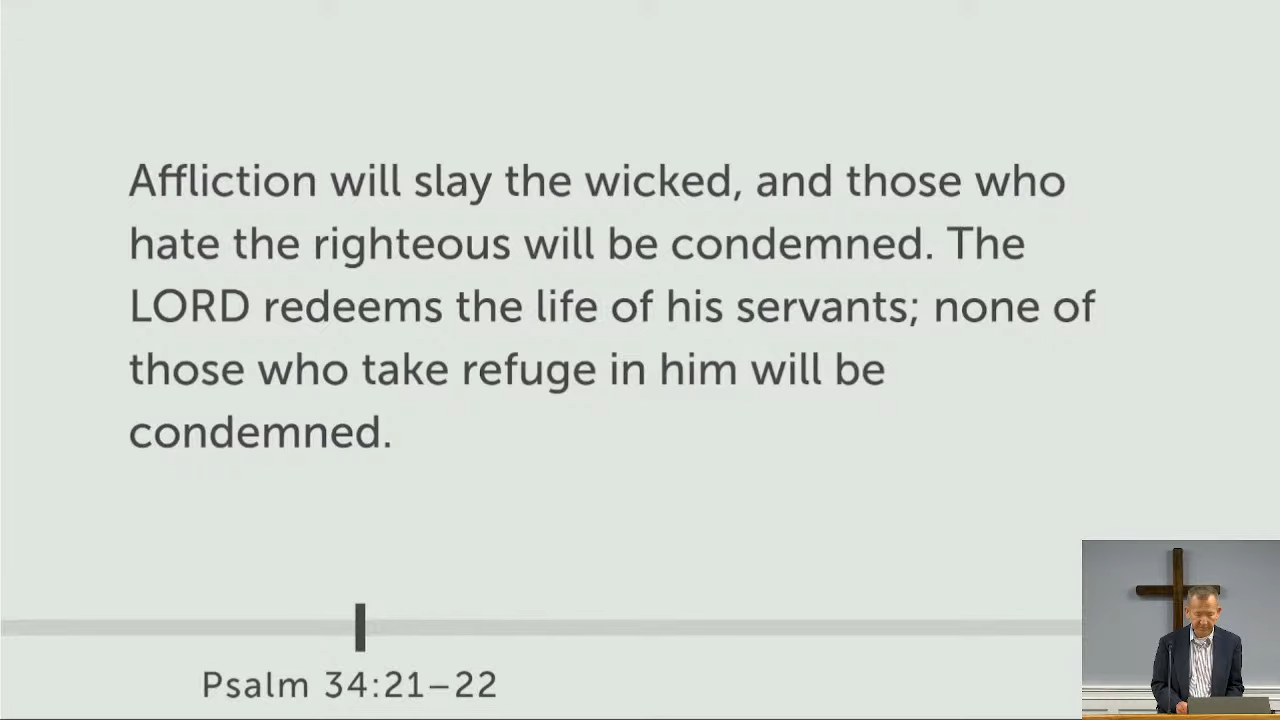 Affliction will slay the wicked, and those who
hate the righteous will be condemned. The
LORD redeems the life of his servants; none of
those who take refuge in him will be
condemned.
Psalm 34:21–22